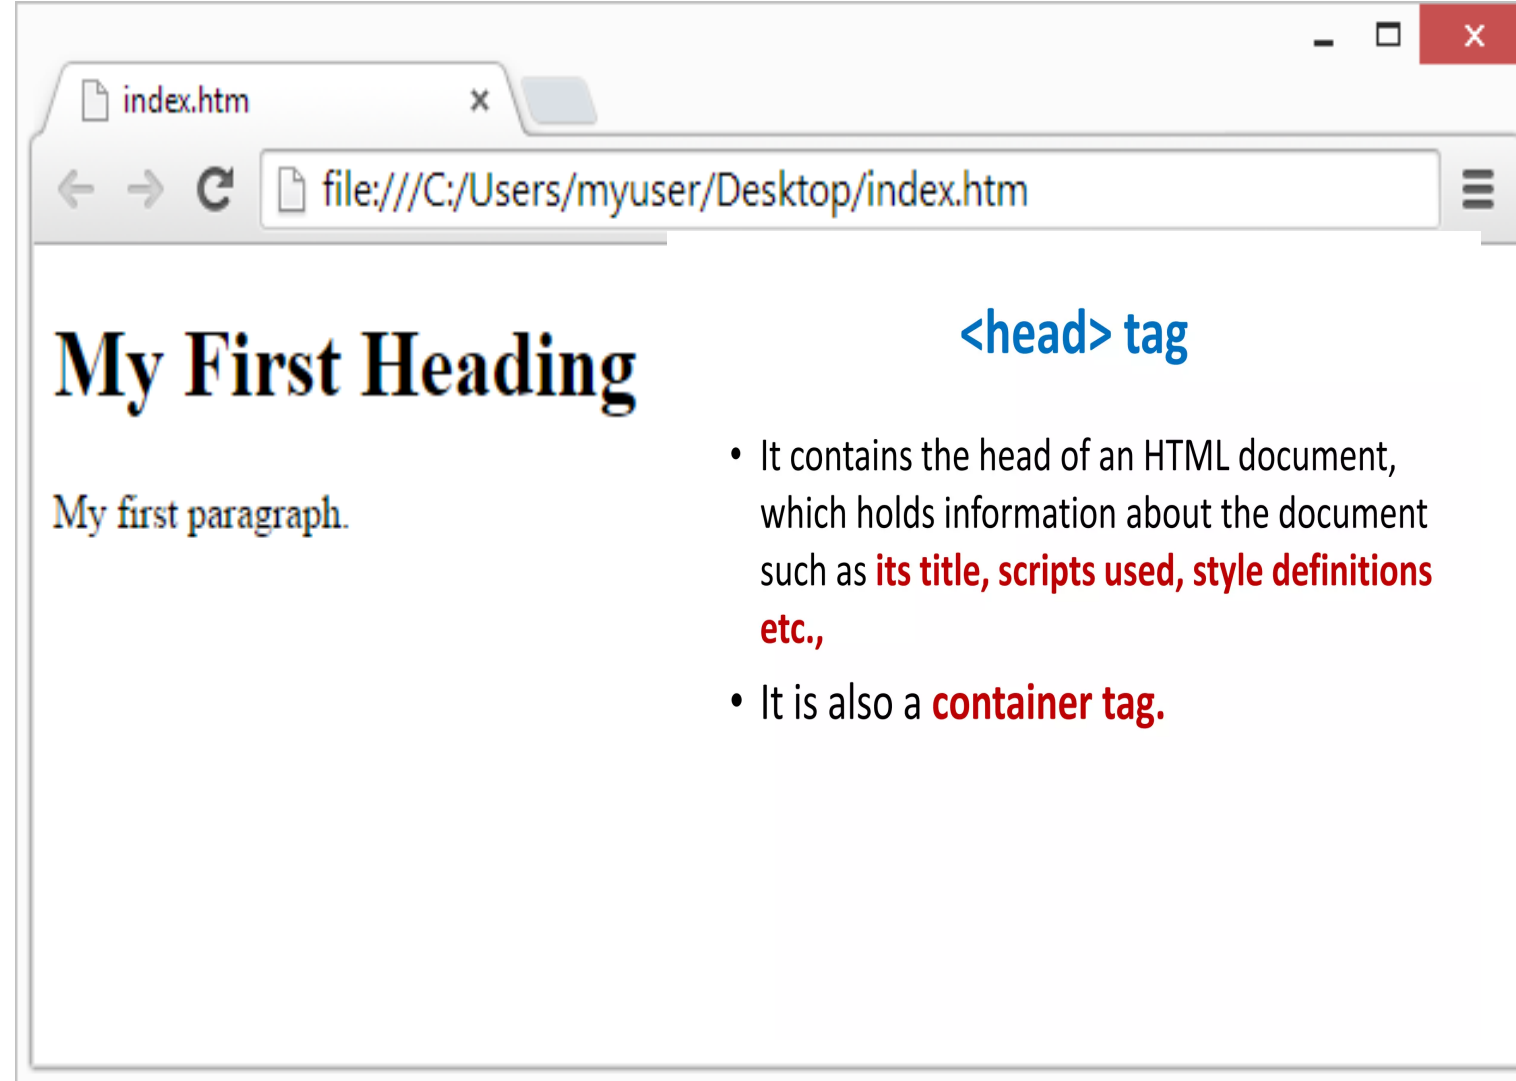 index.htm
file:///C:/Users/myuser/Desktop/index.htm
My First Heading
My first paragraph.
<head> tag
• It contains the head of an HTML document,
which holds information about the document
such as its title, scripts used, style definitions
etc.,
• It is also a container tag.